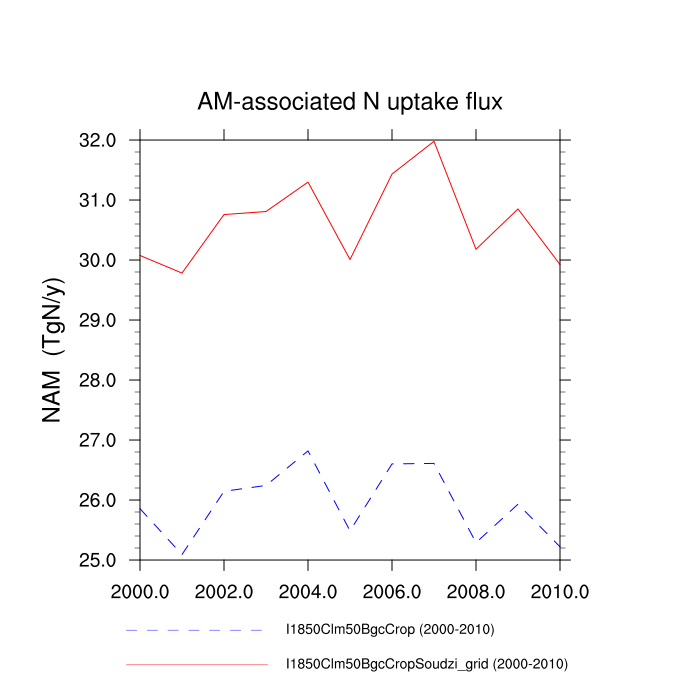 AM-associated N uptake flux
NAM (TgN/y)
32.0
31.0
30.0
29.0
28.0
27.0
26.0
25.0
2000.0 2002.0 2004.0 2006.0 2008.0 2010.0
I1850Clm50BgcCrop (2000-2010)
I1850Clm50BgcCropSoudzi_grid (2000-2010)